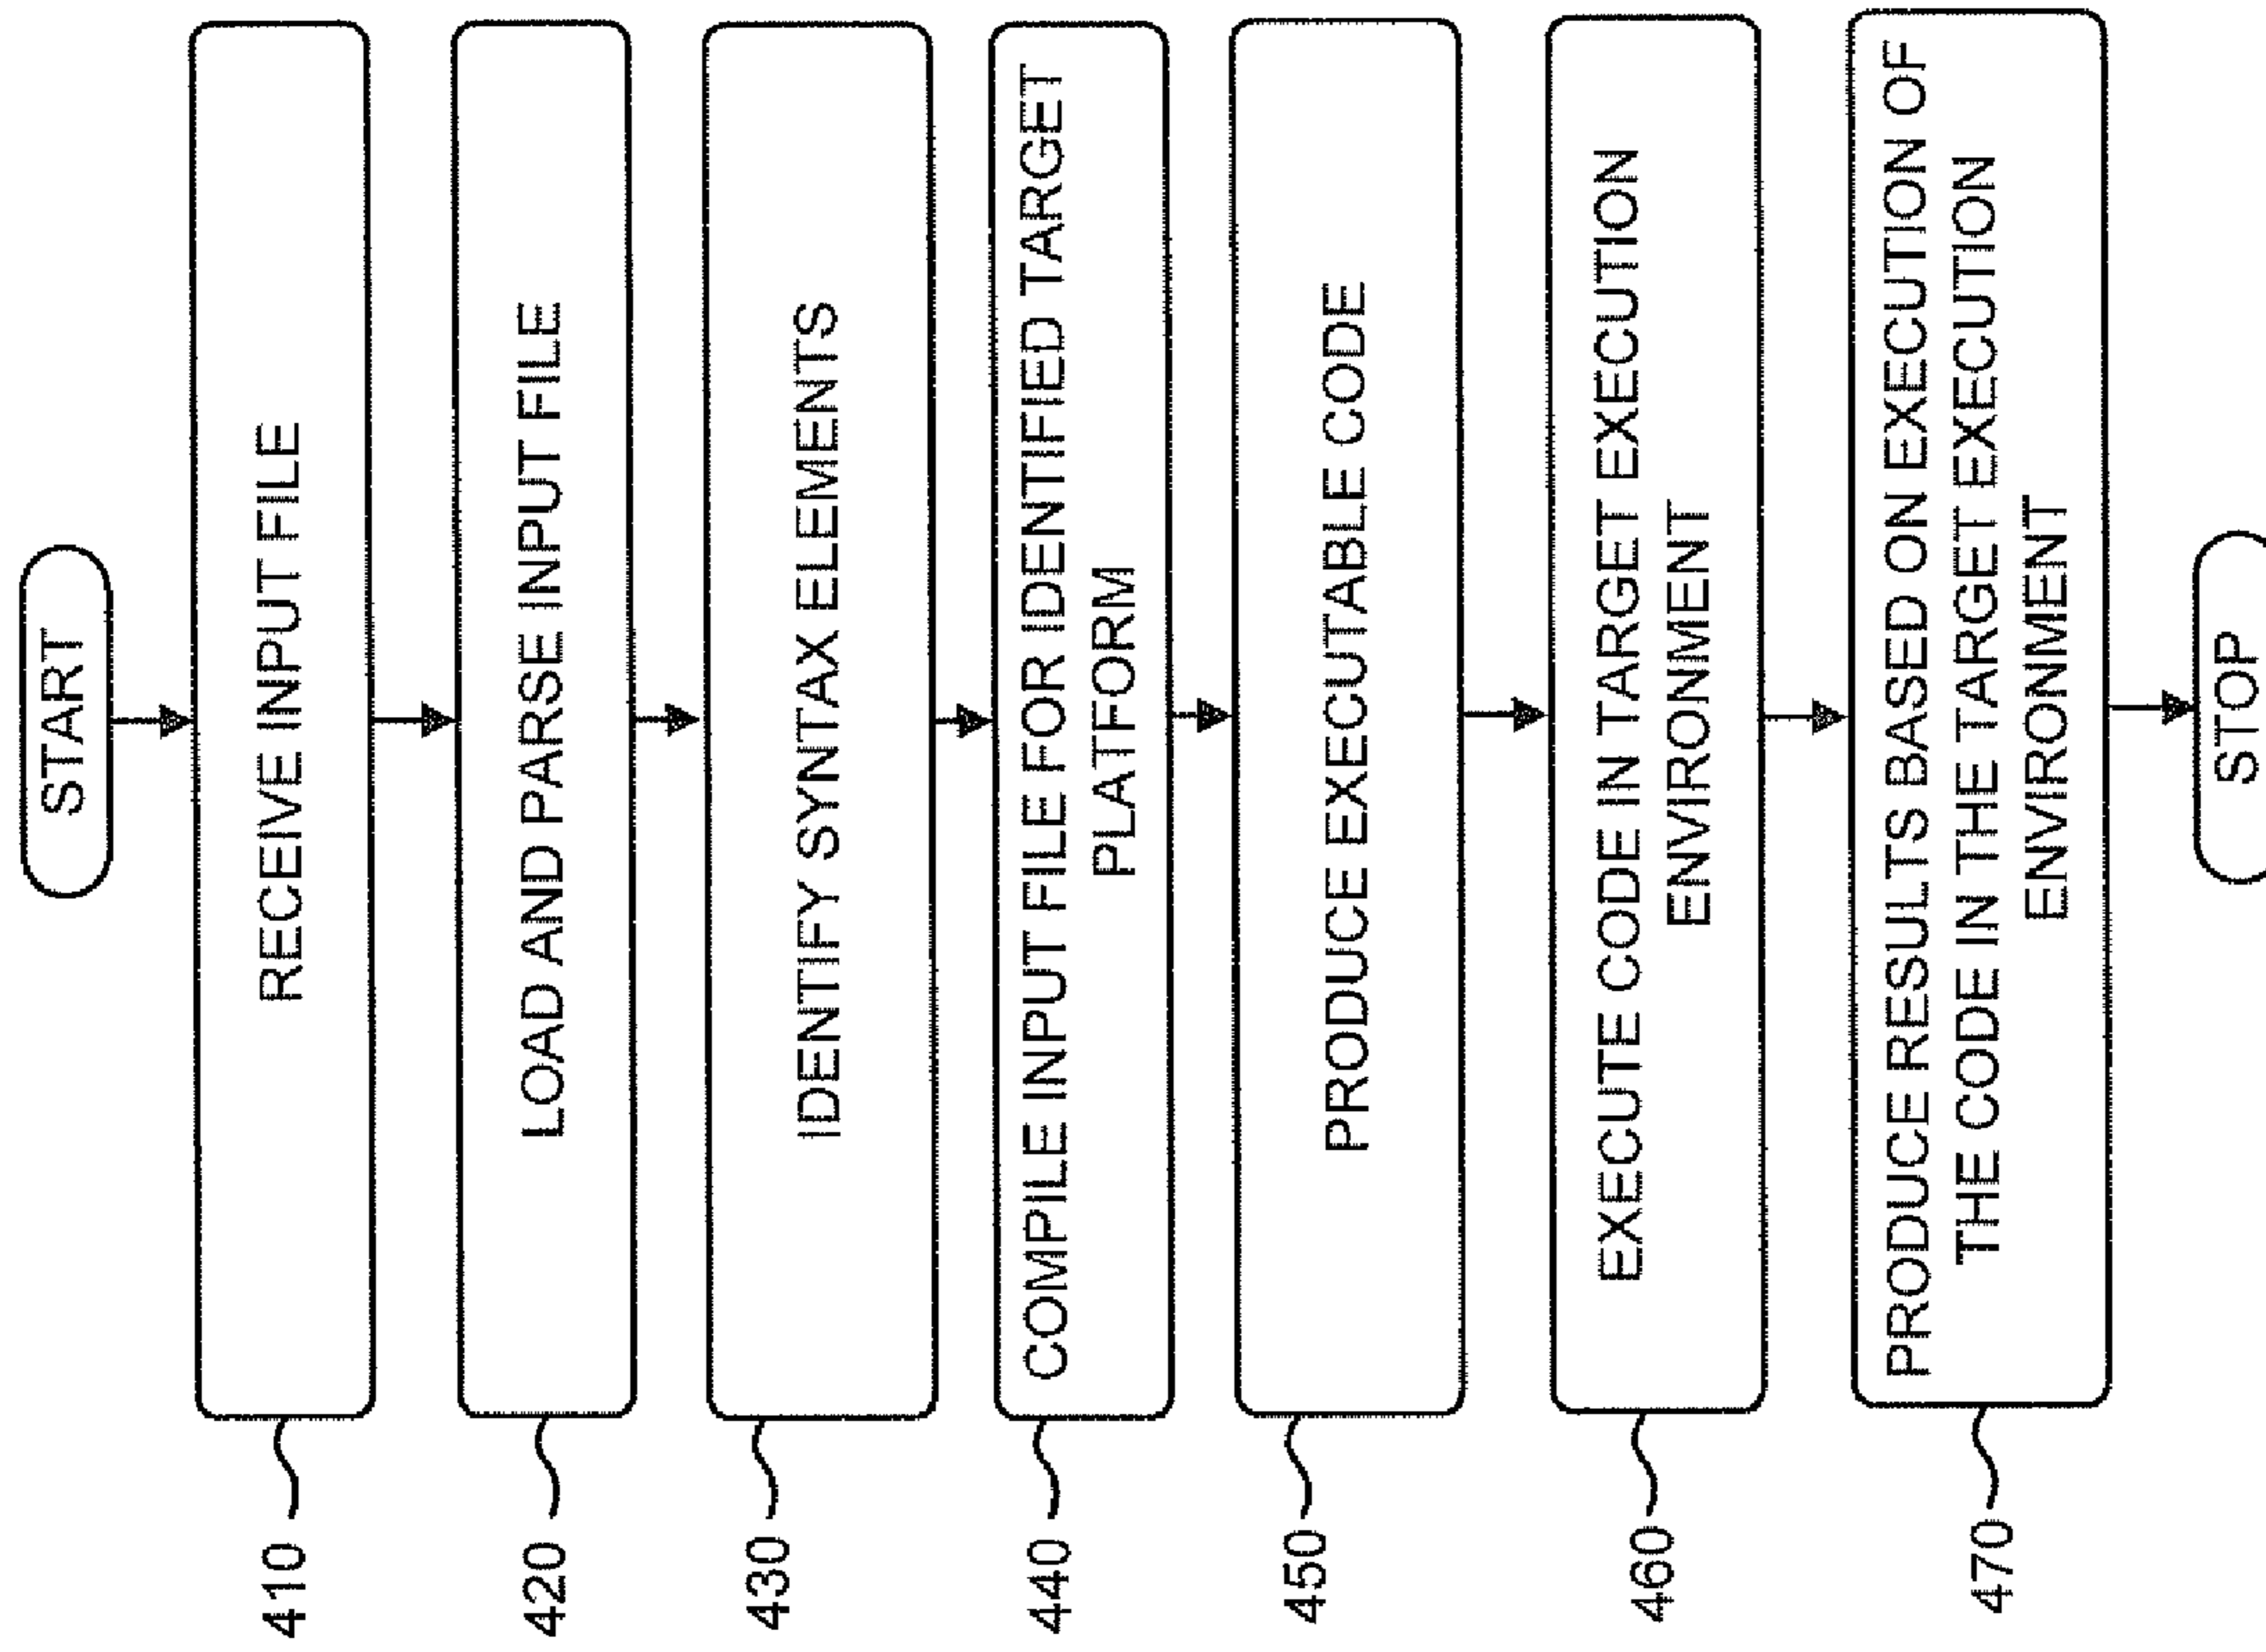 START
410
RECEIVE INPUT FILE
420
LOAD AND PARSE INPUT FILE
430
IDENTIFY SYNTAX ELEMENTS
440
COMPILE INPUT FILE FOR IDENTIFIED TARGET
PLATFORM
450
PRODUCE EXECUTABLE CODE
460
EXECUTE CODE IN TARGET EXECUTION
ENVIRONMENT
470
PRODUCE RESULTS BASED ON EXECUTION OF
THE CODE IN THE TARGET EXECUTION
ENVIRONMENT
STOP